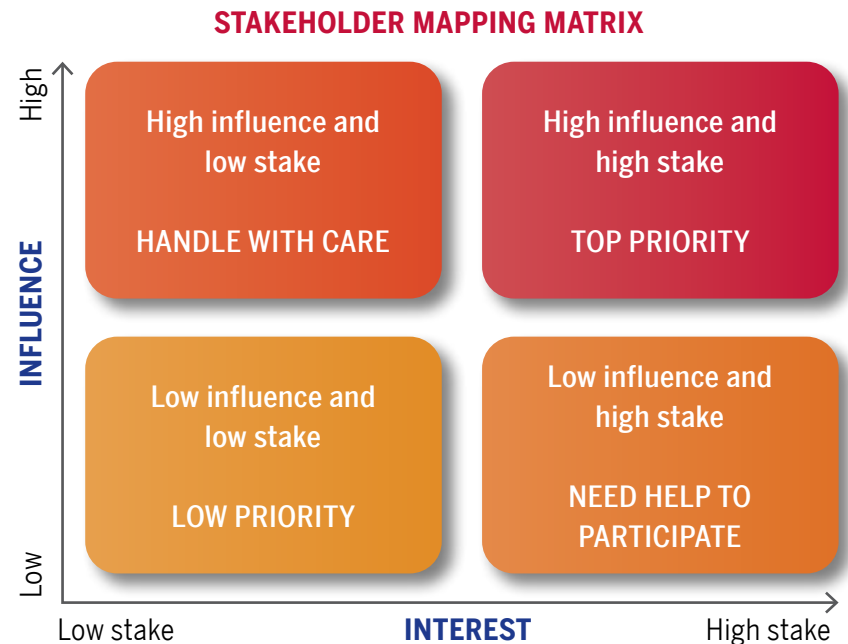 STAKEHOLDER MAPPING MATRIX
High
INFLUENCE
Low
High influence and
low stake
HANDLE WITH CARE
High influence and
high stake
TOP PRIORITY
Low influence and
low stake
LOW PRIORITY
Low influence and
high stake
NEED HELP TO
PARTICIPATE
Low stake
INTEREST
High stake